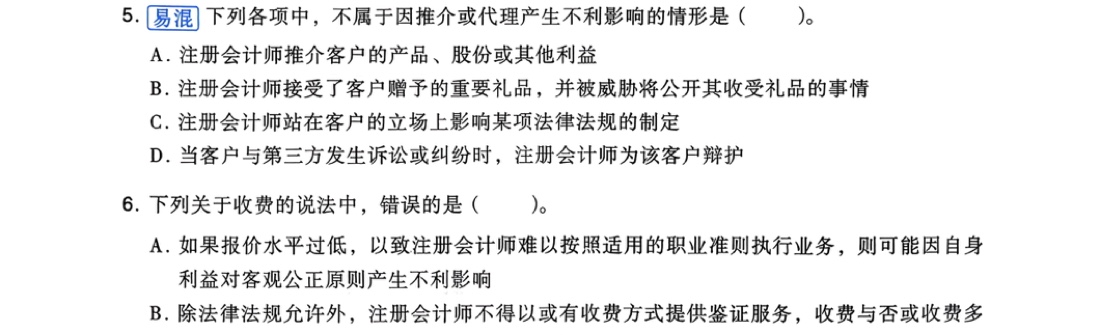 5. 易混 下列各项中，不属于因推介或代理产生不利影响的情形是（　　）。
A. 注册会计师推介客户的产品、股份或其他利益
B. 注册会计师接受了客户赠予的重要礼品，并被威胁将公开其收受礼品的事情
C. 注册会计师站在客户的立场上影响某项法律法规的制定
D. 当客户与第三方发生诉讼或纠纷时，注册会计师为该客户辩护
6. 下列关于收费的说法中，错误的是（　　）。
A. 如果报价水平过低，以致注册会计师难以按照适用的职业准则执行业务，则可能因自身
利益对客观公正原则产生不利影响
B. 除法律法规允许外，注册会计师不得以或有收费方式提供鉴证服务，收费与否或收费多